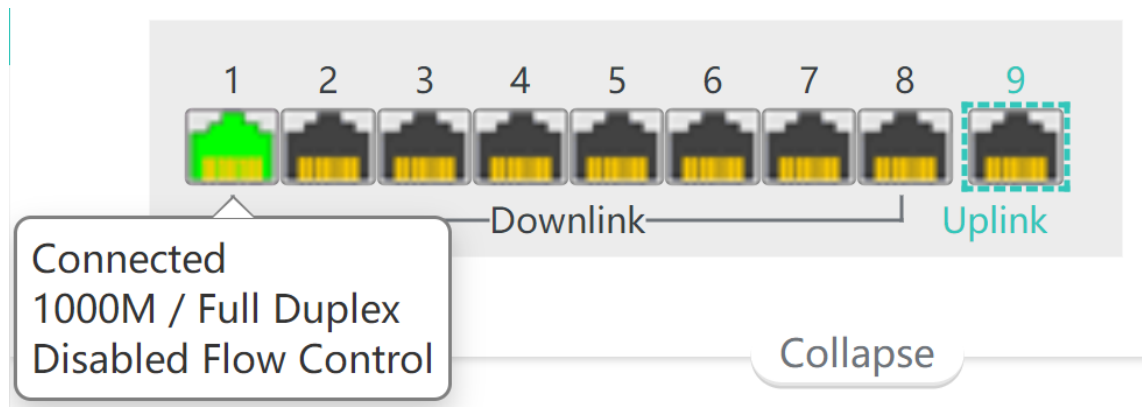 1 2 3 4 5 6 7 8 9
Downlink Uplink
Connected
1000M / Full Duplex
Disabled Flow Control
Collapse